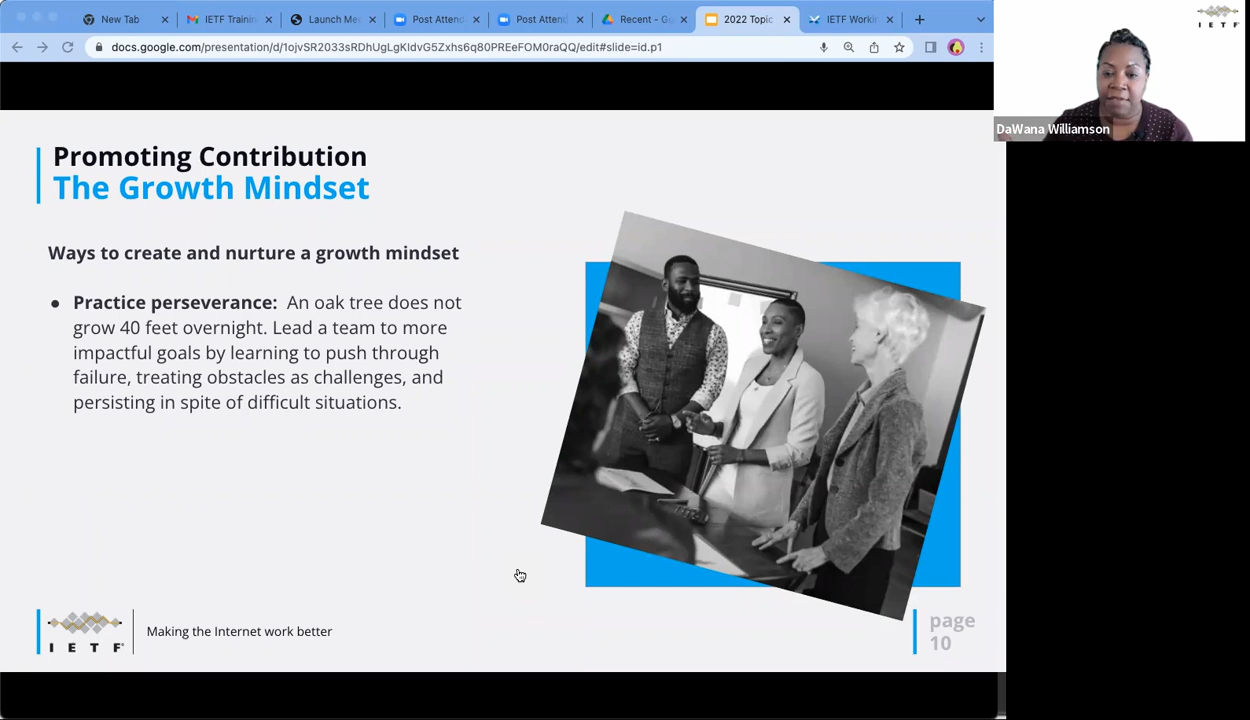 New Tab
IETF Trainin
Launch Me
Post Attend
Post Attend
Recent - G
2022 Topic
IETF Workin
docs.google.com/presentation/d/1ojvSR2033sRDhUgLgKIdvG5Zxhs6q80PREeFOM0raQQ/edit#slide=id.p1
IETF
DaWana Williamson
Promoting Contribution
The Growth Mindset
Ways to create and nurture a growth mindset
● Practice perseverance: An oak tree does not
grow 40 feet overnight. Lead a team to more
impactful goals by learning to push through
failure, treating obstacles as challenges, and
persisting in spite of difficult situations.
IETF®
Making the Internet work better
page
10